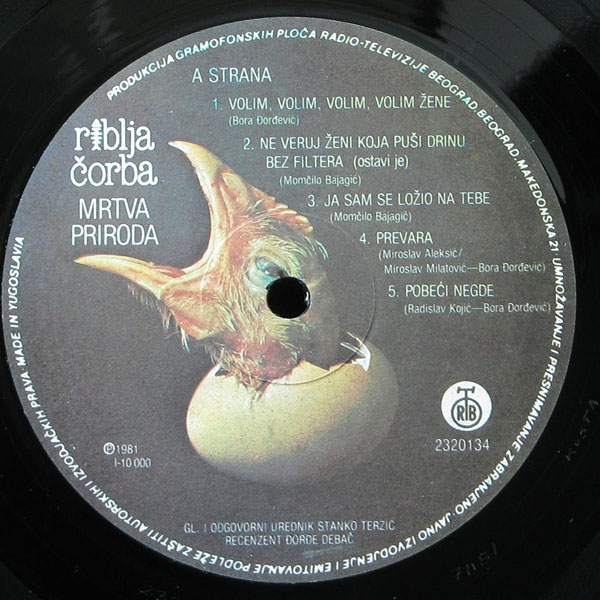 PRODUKCIJA GRAMOFONSKIH PLOČA RADIO-TELEVIZIJE BEOGRAD, BEOGRAD, MAKEDONSKA 21. UMNOŽAVANJE I PRESNIMAVANJE ZABRANJENO. JAVNO IZVODJENJE I EMITOVANJE PODLEŽE ZAŠTITI AUTORSKIH I IZVODJAČKIH PRAVA. MADE IN YUGOSLAVIA
A STRANA
riblja
čorba
MRTVA
PRIRODA
1. VOLIM, VOLIM, VOLIM, VOLIM ŽENE
(Bora Đorđević)
2. NE VERUJ ŽENI KOJA PUŠI DRINU
BEZ FILTERA (ostavi je)
(Momčilo Bajagić)
3. JA SAM SE LOŽIO NA TEBE
(Momčilo Bajagić)
4. PREVARA
(Miroslav Aleksić/
Miroslav Milatović—Bora Đorđević)
5. POBEĆI NEGDE
(Radislav Kojić—Bora Đorđević)
RTB
2320134
Ⓟ1981
I-10 000
GL. I ODGOVORNI UREDNIK STANKO TERZIĆ
RECENZENT ĐORĐE DEBAČ